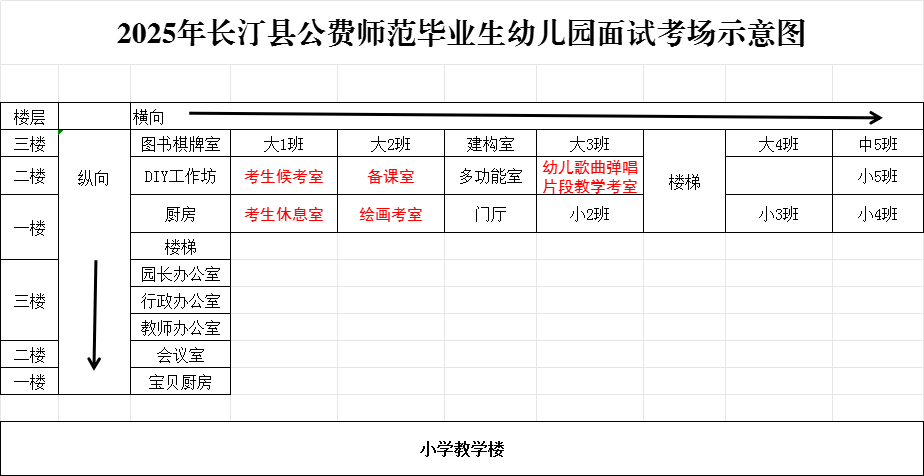 2025年长汀县公费师范毕业生幼儿园面试考场示意图
楼层 横向
三楼 图书棋牌室 大1班 大2班 建构室 大3班 大4班 中5班
二楼 纵向 DIY工作坊 考生候考室 备课室 多功能室 幼儿歌曲弹唱
片段教学考室 楼梯 小5班
一楼 厨房 考生休息室 绘画考室 门厅 小2班 小3班 小4班
楼梯
三楼 园长办公室
行政办公室
教师办公室
二楼 会议室
一楼 宝贝厨房
小学教学楼